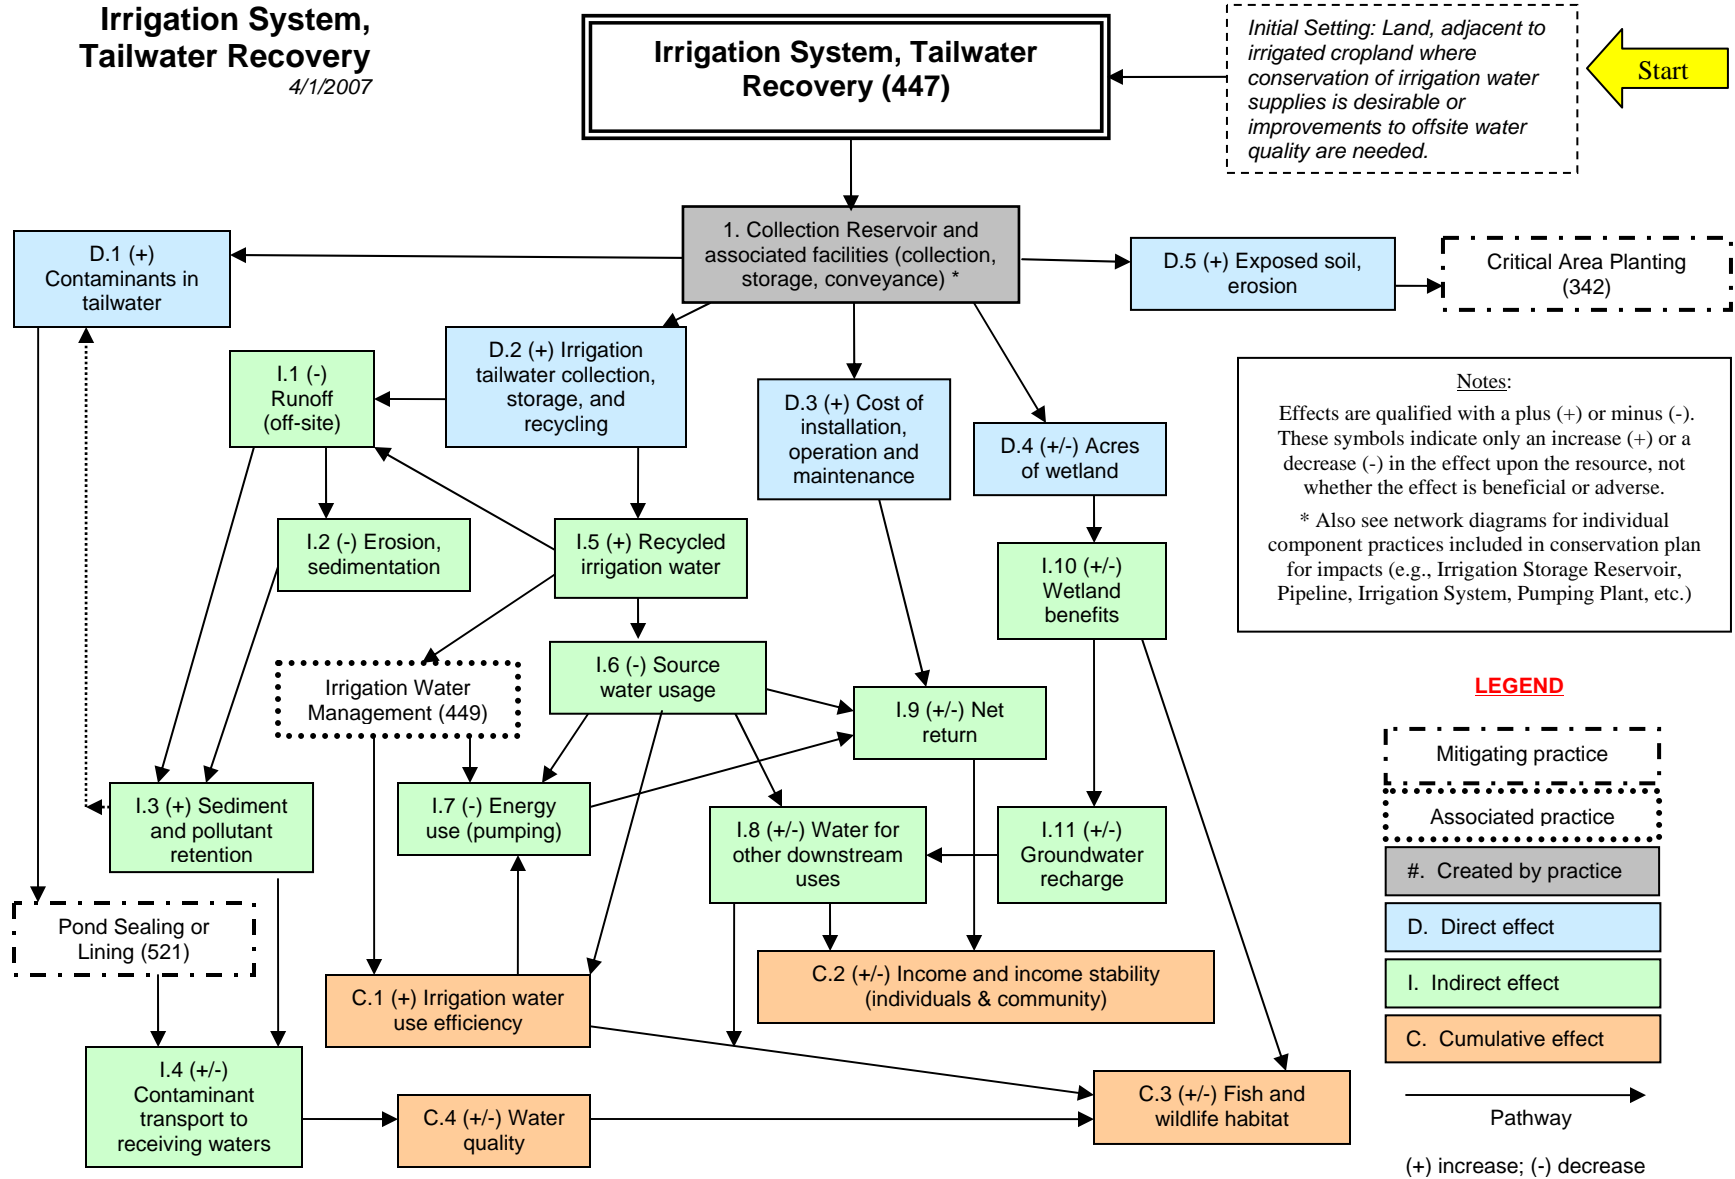 Irrigation System,
Tailwater Recovery
4/1/2007
Irrigation System, Tailwater
Recovery (447)
Initial Setting: Land, adjacent to
irrigated cropland where
conservation of irrigation water
supplies is desirable or
improvements to offsite water
quality are needed.
Start
D.1 (+)
Contaminants in
tailwater
1. Collection Reservoir and
associated facilities (collection,
storage, conveyance) *
D.5 (+) Exposed soil,
erosion
Critical Area Planting
(342)
I.1 (-)
Runoff
(off-site)
D.2 (+) Irrigation
tailwater collection,
storage, and
recycling
D.3 (+) Cost of
installation,
operation and
maintenance
D.4 (+/-) Acres
of wetland
Notes:
Effects are qualified with a plus (+) or minus (-).
These symbols indicate only an increase (+) or a
decrease (-) in the effect upon the resource, not
whether the effect is beneficial or adverse.
* Also see network diagrams for individual
component practices included in conservation plan
for impacts (e.g., Irrigation Storage Reservoir,
Pipeline, Irrigation System, Pumping Plant, etc.)
I.2 (-) Erosion,
sedimentation
I.5 (+) Recycled
irrigation water
I.10 (+/-)
Wetland
benefits
Irrigation Water
Management (449)
I.6 (-) Source
water usage
I.9 (+/-) Net
return
I.3 (+) Sediment
and pollutant
retention
I.7 (-) Energy
use (pumping)
I.8 (+/-) Water for
other downstream
uses
I.11 (+/-)
Groundwater
recharge
Pond Sealing or
Lining (521)
C.1 (+) Irrigation water
use efficiency
C.2 (+/-) Income and income stability
(individuals & community)
I.4 (+/-)
Contaminant
transport to
receiving waters
C.4 (+/-) Water
quality
C.3 (+/-) Fish and
wildlife habitat
LEGEND
Mitigating practice
Associated practice
#. Created by practice
D. Direct effect
I. Indirect effect
C. Cumulative effect
Pathway
(+) increase; (-) decrease